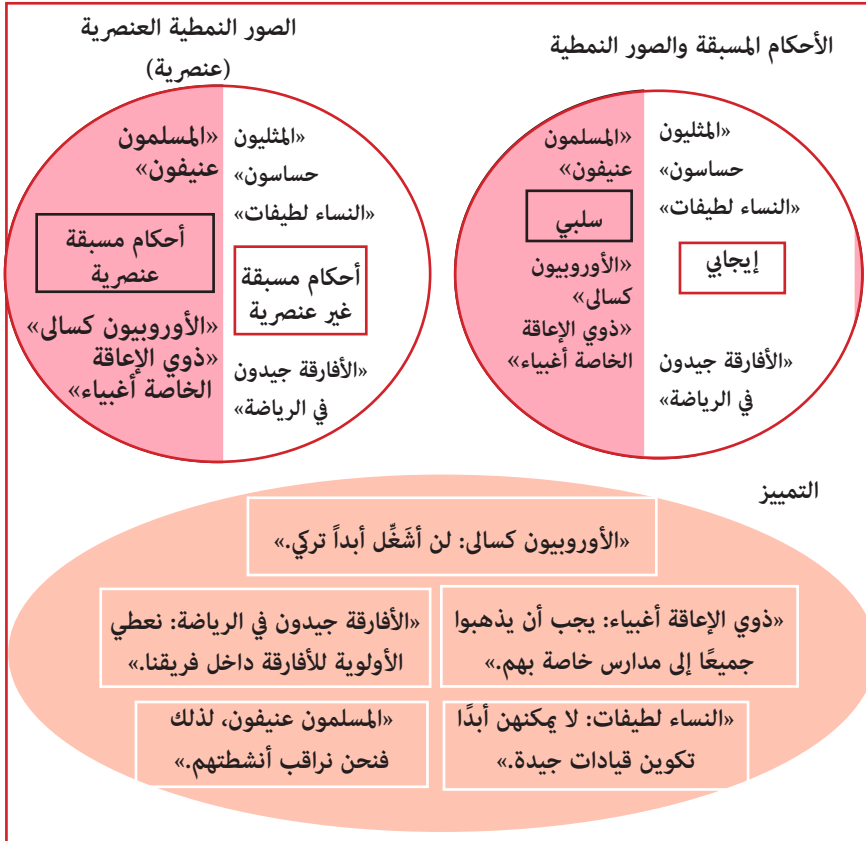 الأحكام المسبقة والصور النمطية
«المثليون
حساسون»
«النساء لطيفات»
إيجابي
«الأفارقة جيدون
في الرياضة»
«المسلمون
عنيفون»
سلبي
«الأوروبيون
كسالى»
«ذوي الإعاقة
الخاصة أغبياء»
الصور النمطية العنصرية
(عنصرية)
«المثليون
حساسون»
«النساء لطيفات»
أحكام مسبقة
غير عنصرية
«الأفارقة جيدون
في الرياضة»
«المسلمون
عنيفون»
أحكام مسبقة
عنصرية
«الأوروبيون كسالى»
«ذوي الإعاقة
الخاصة أغبياء»
التمييز
«الأوروبيون كسالى: لن أشَغِّل أبداً تركي.»
«ذوي الإعاقة أغبياء: يجب أن يذهبوا
جميعًا إلى مدارس خاصة بهم.»
«الأفارقة جيدون في الرياضة: نعطي
الأولوية للأفارقة داخل فريقنا.»
«النساء لطيفات: لا يمكنهن أبدًا
تكوين قيادات جيدة.»
«المسلمون عنيفون، لذلك
فنحن نراقب أنشطتهم.»